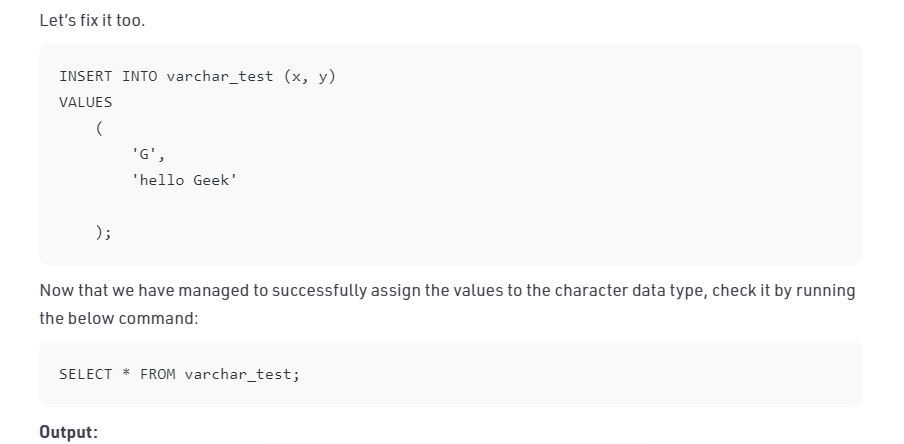 Let’s fix it too.
INSERT INTO varchar_test (x, y)
VALUES
(
'G',
'hello Geek'
);
Now that we have managed to successfully assign the values to the character data type, check it by running
the below command:
SELECT * FROM varchar_test;
Output: